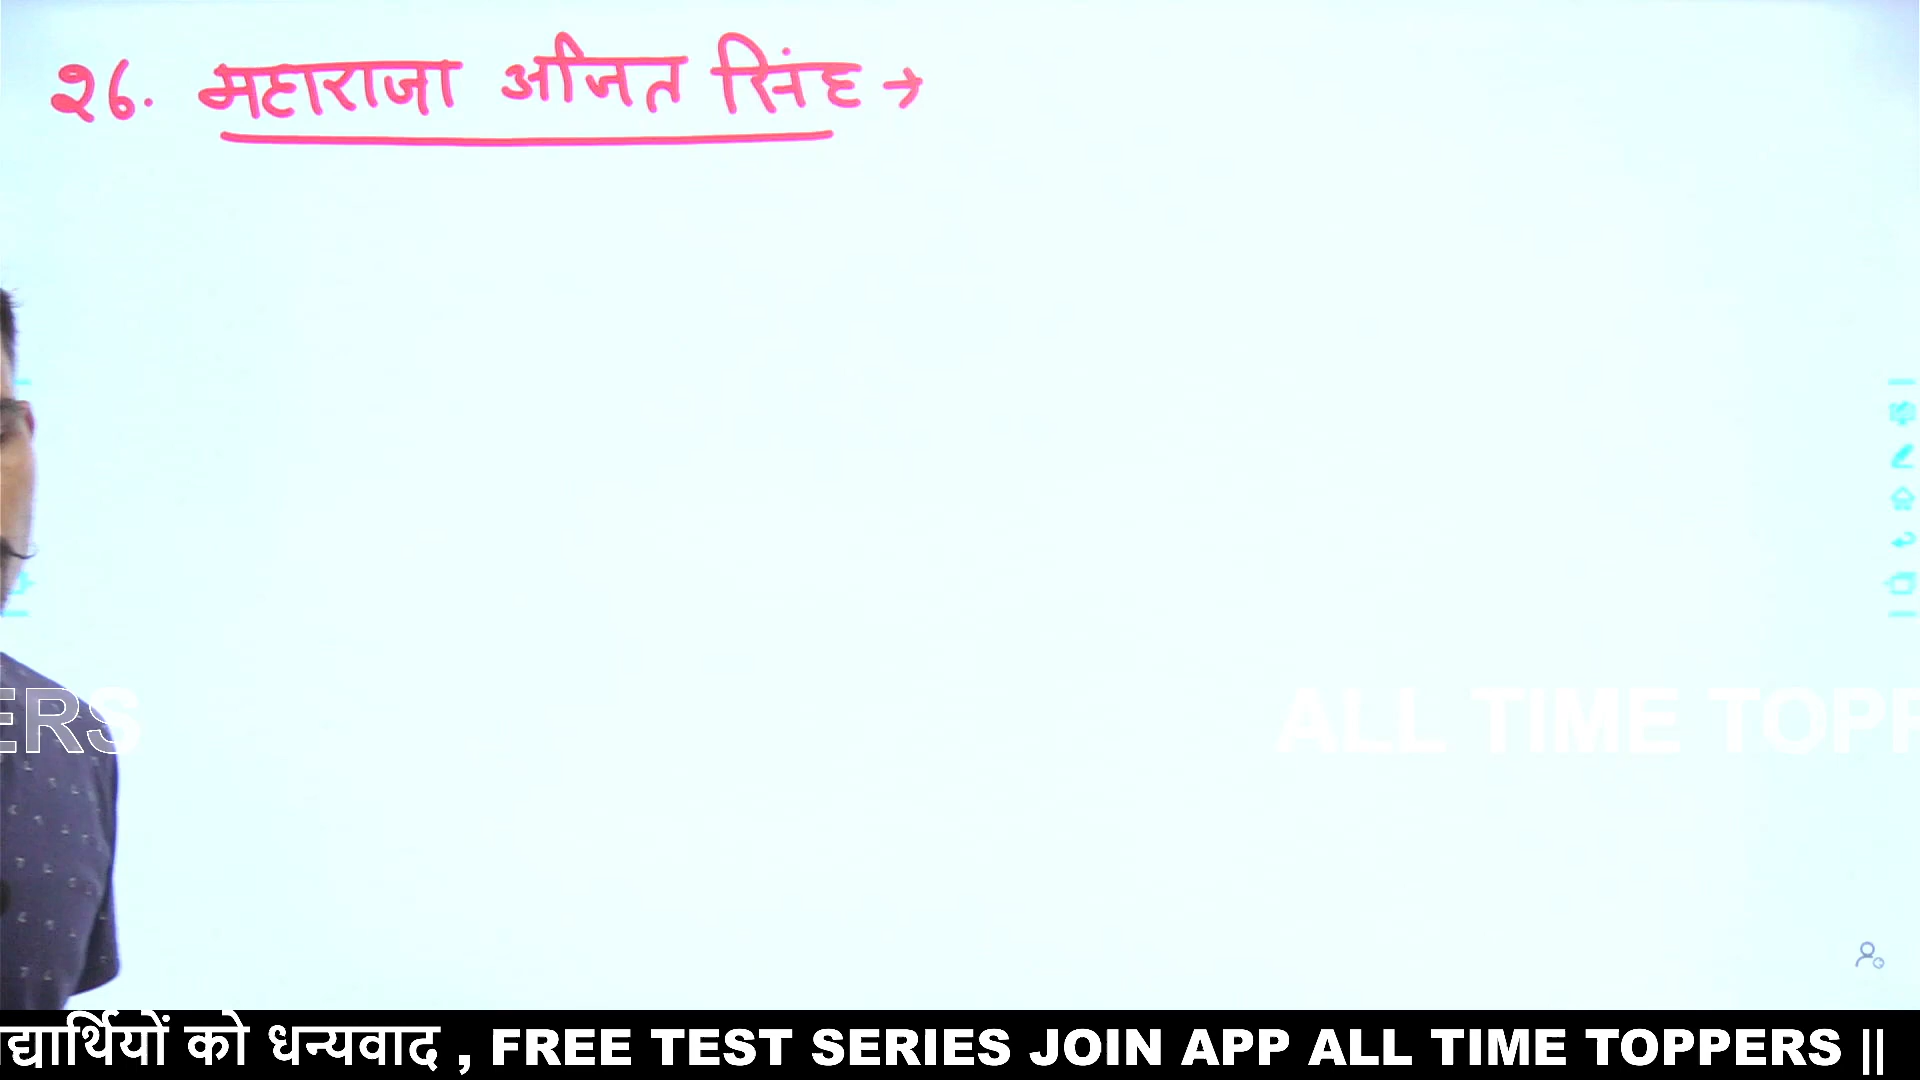 २६. महाराजा अजित सिंह →
ERS
ALL TIME TOPP
द्यार्थियों को धन्यवाद , FREE TEST SERIES JOIN APP ALL TIME TOPPERS ||